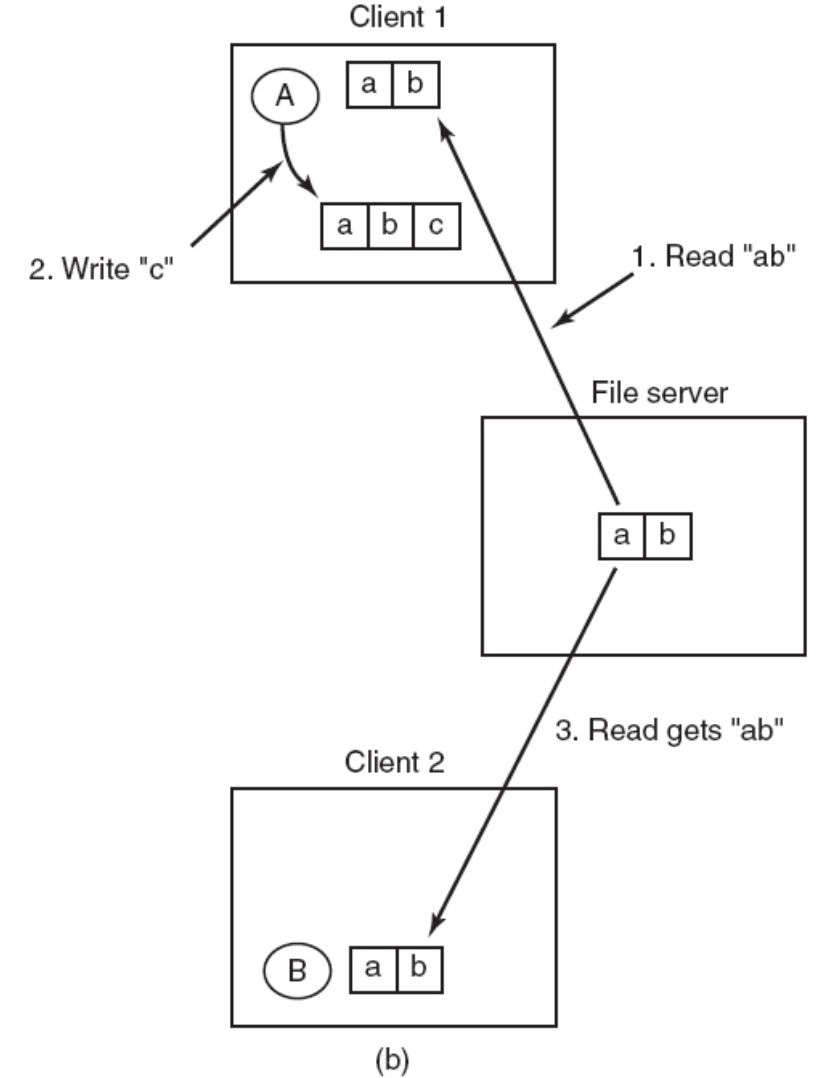 Client 1
A
a b
a b c
2. Write "c"
1. Read "ab"
File server
a b
3. Read gets "ab"
Client 2
B a b
(b)